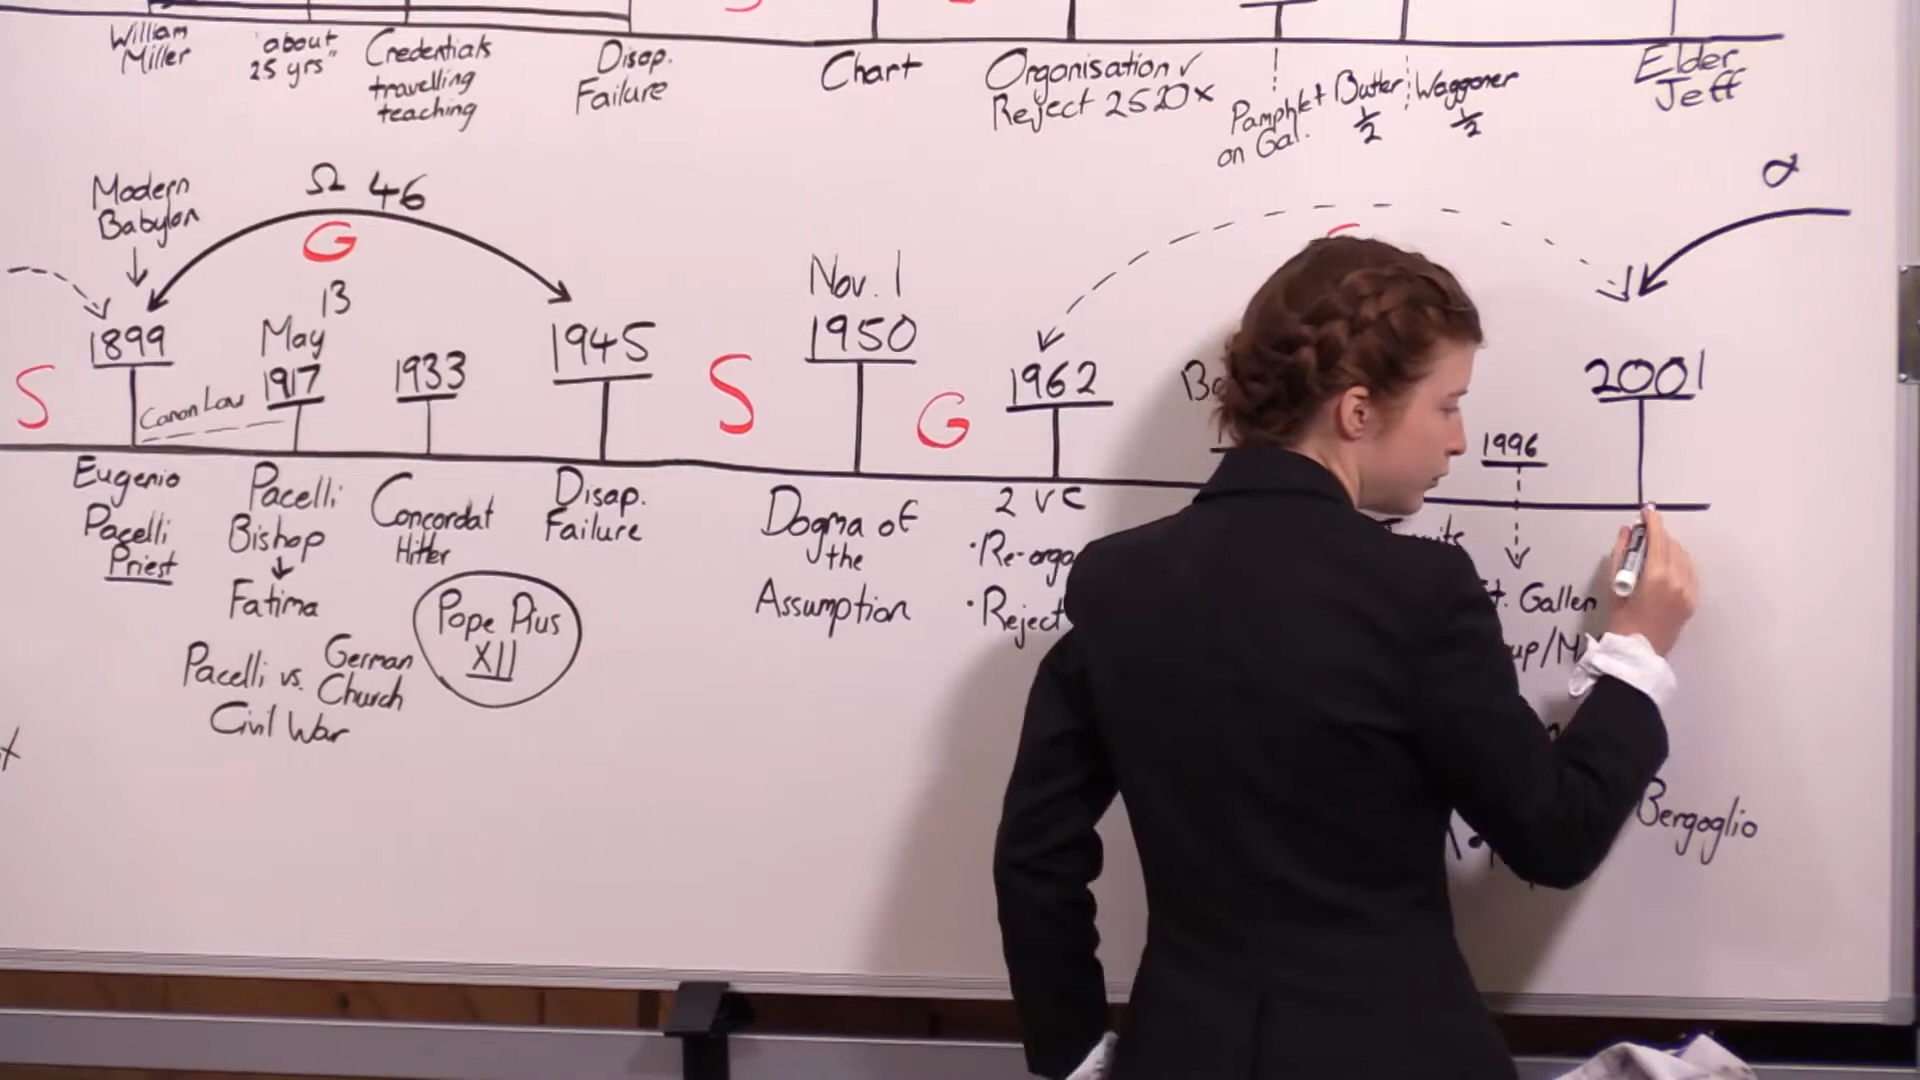 William
Miller
"about
25 yrs"
Credentials
travelling
teaching
Disap.
Failure
Chart
Organisation ✓
Reject 2520 x
Pamphlet
on Gal.
Butler
1/2
Waggoner
1/2
Elder
Jeff
Modern
Babylon
Ω 46
G
α
S
1899
Canon Law
May 13
1917
1933
1945
S
Nov. 1
1950
G
1962
1996
2001
Eugenio
Pacelli
Priest
Pacelli
Bishop
Fatima
Pacelli vs. German
Church
Civil War
Concordat
Hitler
Pope Pius
XII
Disap.
Failure
Dogma of
the
Assumption
2 VC
• Reject
Gallen
Bergoglio